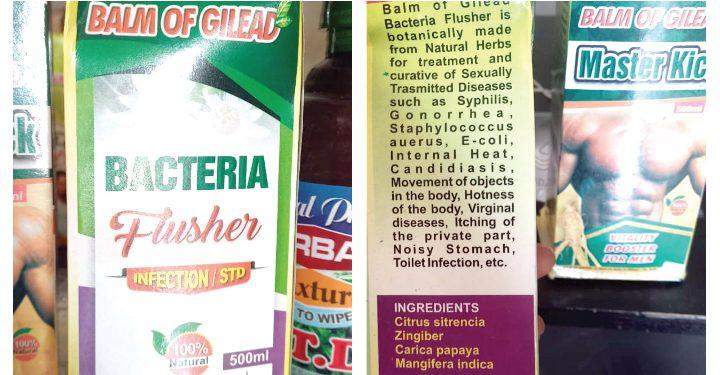 BALM OF GILEAD
BACTERIA
Flusher
INFECTION / STD
100%
Natural
500ml
100%
TO WIPE
Balm of Gilead
Bacteria Flusher is
botanically made
from Natural Herbs
for treatment and
curative of Sexually
Trasmitted Diseases
such as Syphilis,
Gonorrhea,
Staphylococcus
auerus, E-coli,
Internal Heat,
Candidiasis,
Movement of objects
in the body, Hotness
of the body, Virginal
diseases, Itching of
the private part,
Noisy Stomach,
Toilet Infection, etc.
INGREDIENTS
Citrus sitrencia
Zingiber
Carica papaya
Mangifera indica
BALM OF GILEA
Master Kic
500ml
100%
VITALITY
BOOSTER
FOR MEN